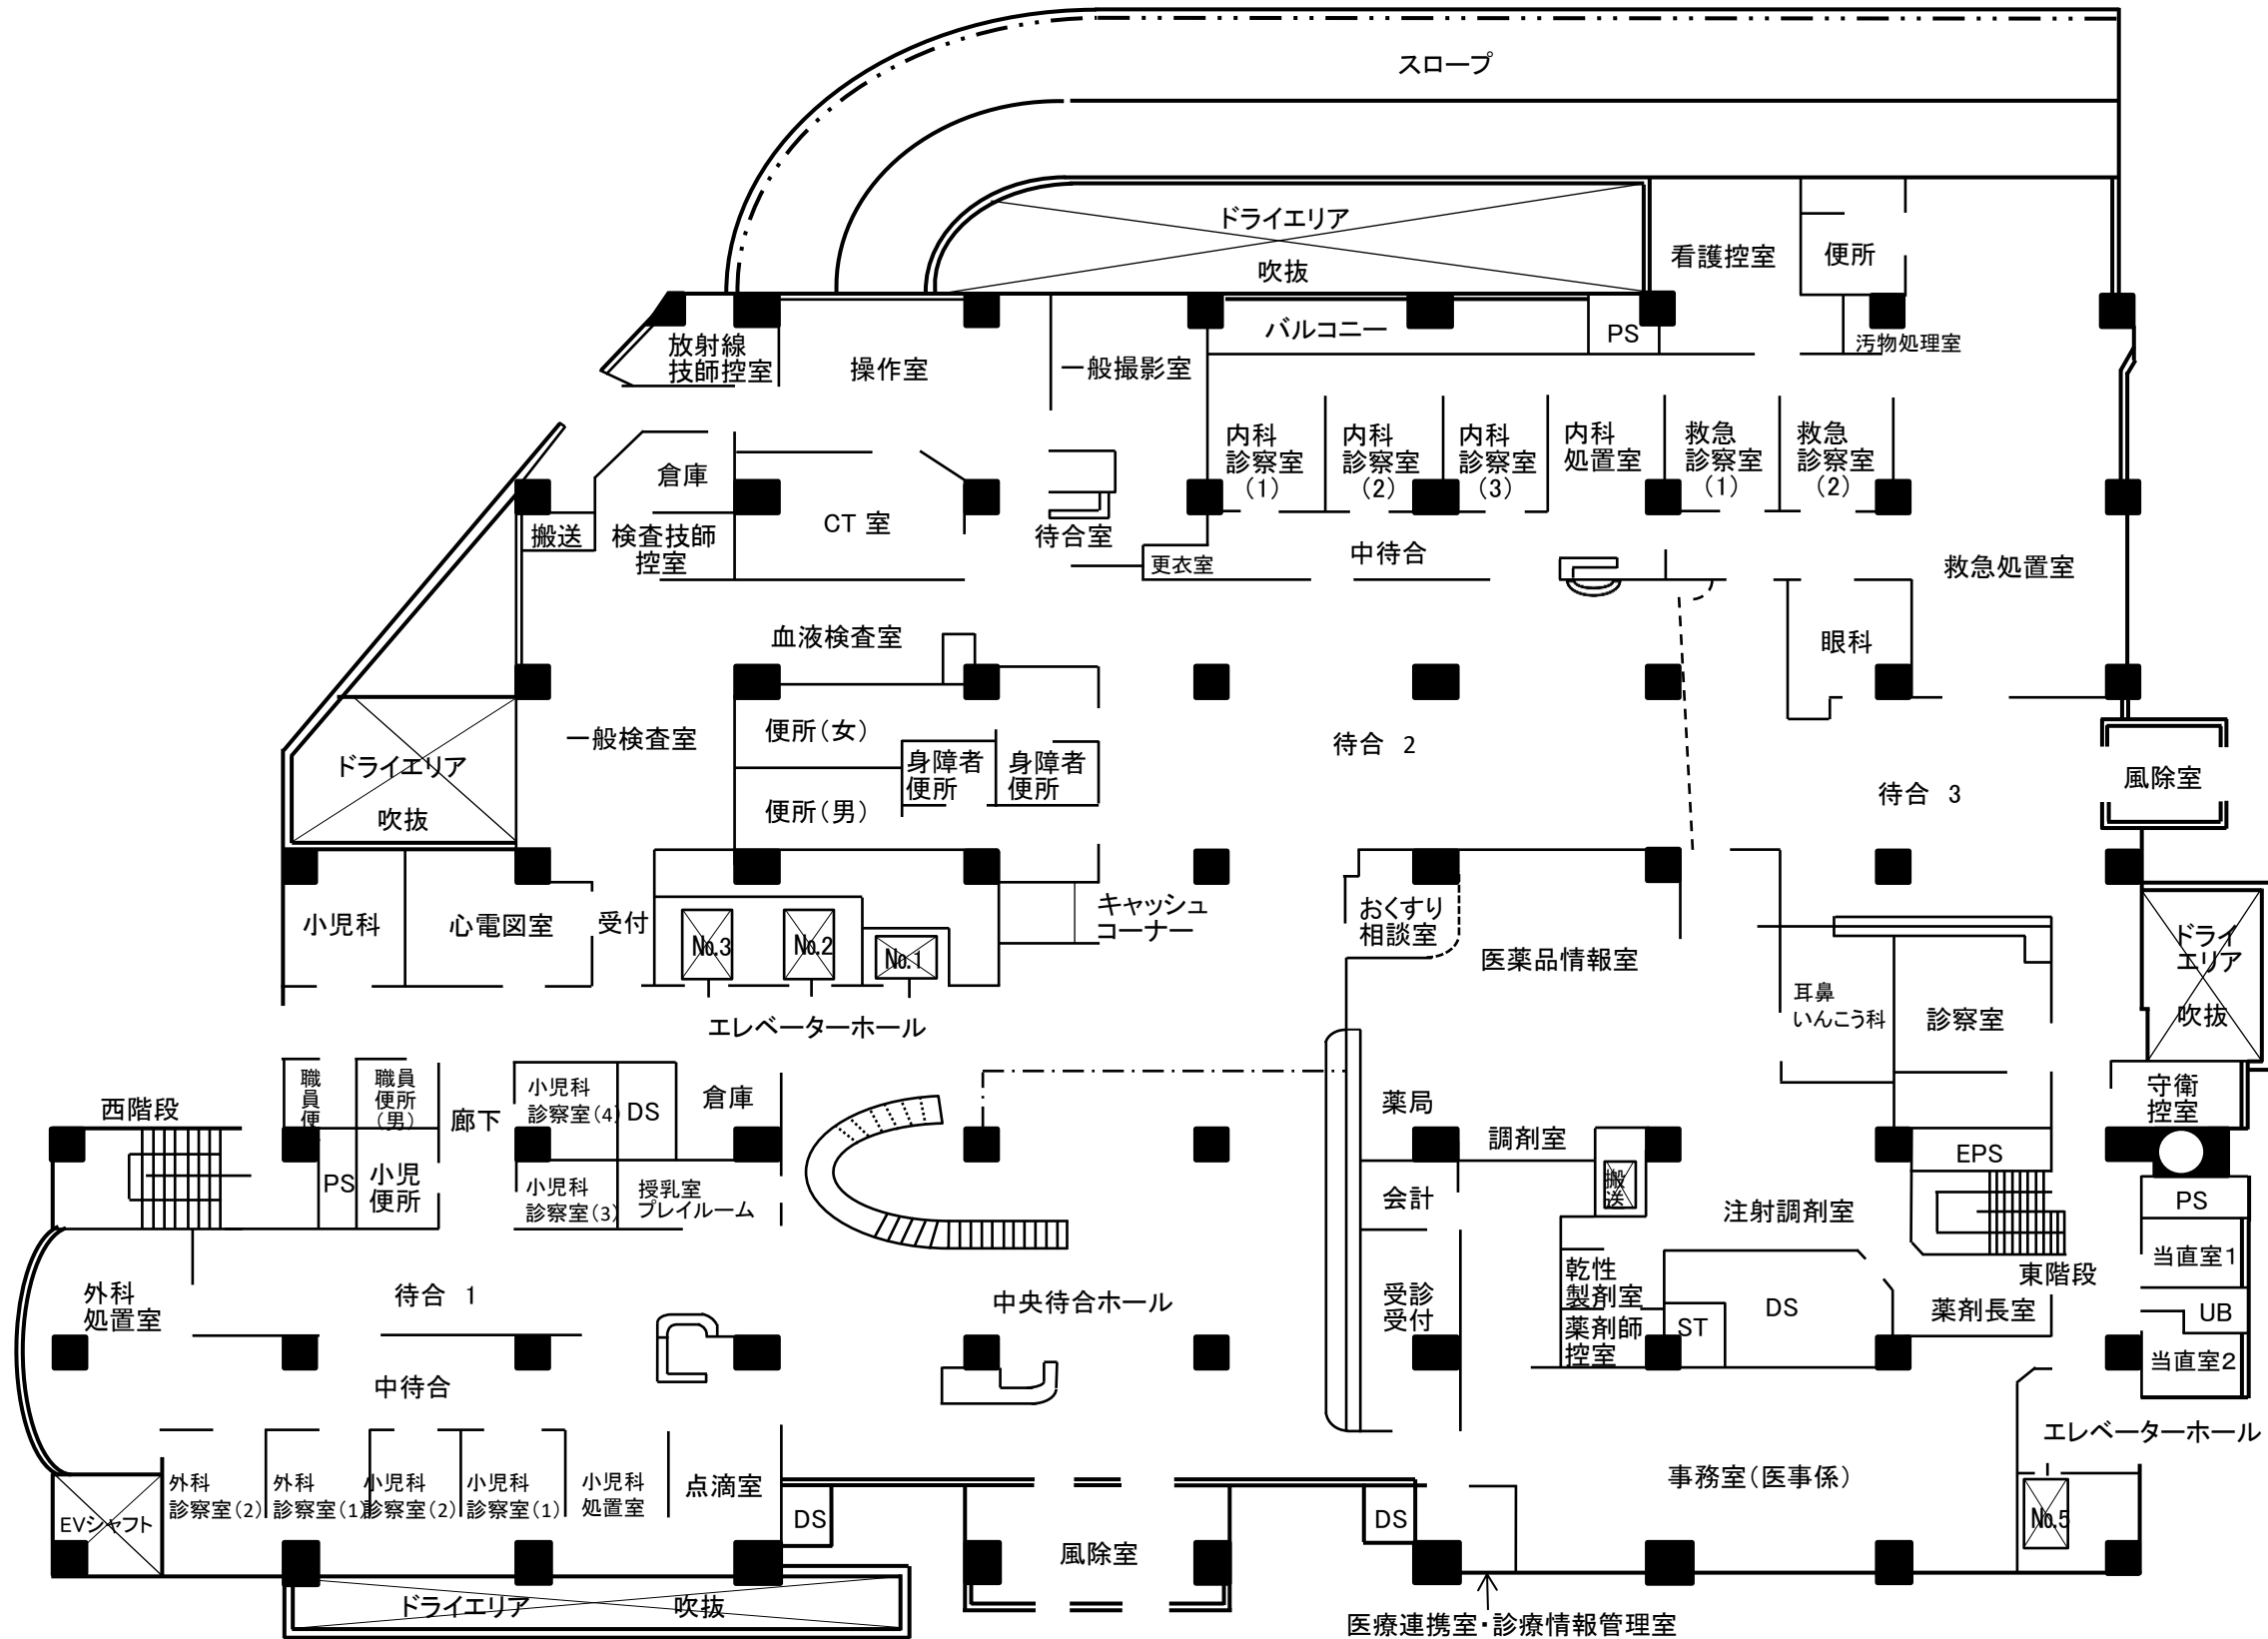 スロープ
ドライエリア
吹抜
看護控室
便所
放射線
技師控室
操作室
一般撮影室
バルコニー
PS
汚物処理室
内科
診察室
（1）
内科
診察室
（2）
内科
診察室
（3）
内科
処置室
救急
診察室
（1）
救急
診察室
（2）
倉庫
搬送
検査技師
控室
CT 室
待合室
更衣室
中待合
救急処置室
血液検査室
眼科
一般検査室
便所（女）
身障者
便所
身障者
便所
便所（男）
待合 2
待合 3
風除室
ドライエリア
吹抜
小児科
心電図室
受付
№3
№2
№1
キャッシュ
コーナー
おくすり
相談室
医薬品情報室
耳鼻
いんこう科
診察室
ドライ
エリア
吹抜
エレベーターホール
西階段
職
員
便
職員
便所
（男）
廊下
小児科
診察室（4）
DS
倉庫
薬局
調剤室
守衛
控室
PS
小児
便所
小児科
診察室（3）
授乳室
プレイルーム
会計
搬
送
注射調剤室
EPS
PS
東階段
当直室1
UB
当直室2
外科
処置室
待合 1
中央待合ホール
受診
受付
乾性
製剤室
薬剤師
控室
ST
DS
薬剤長室
中待合
エレベーターホール
外科
診察室（2）
外科
診察室（1）
小児科
診察室（2）
小児科
診察室（1）
小児科
処置室
点滴室
DS
DS
事務室（医事係）
№5
EVシャフト
風除室
ドライエリア
吹抜
医療連携室・診療情報管理室